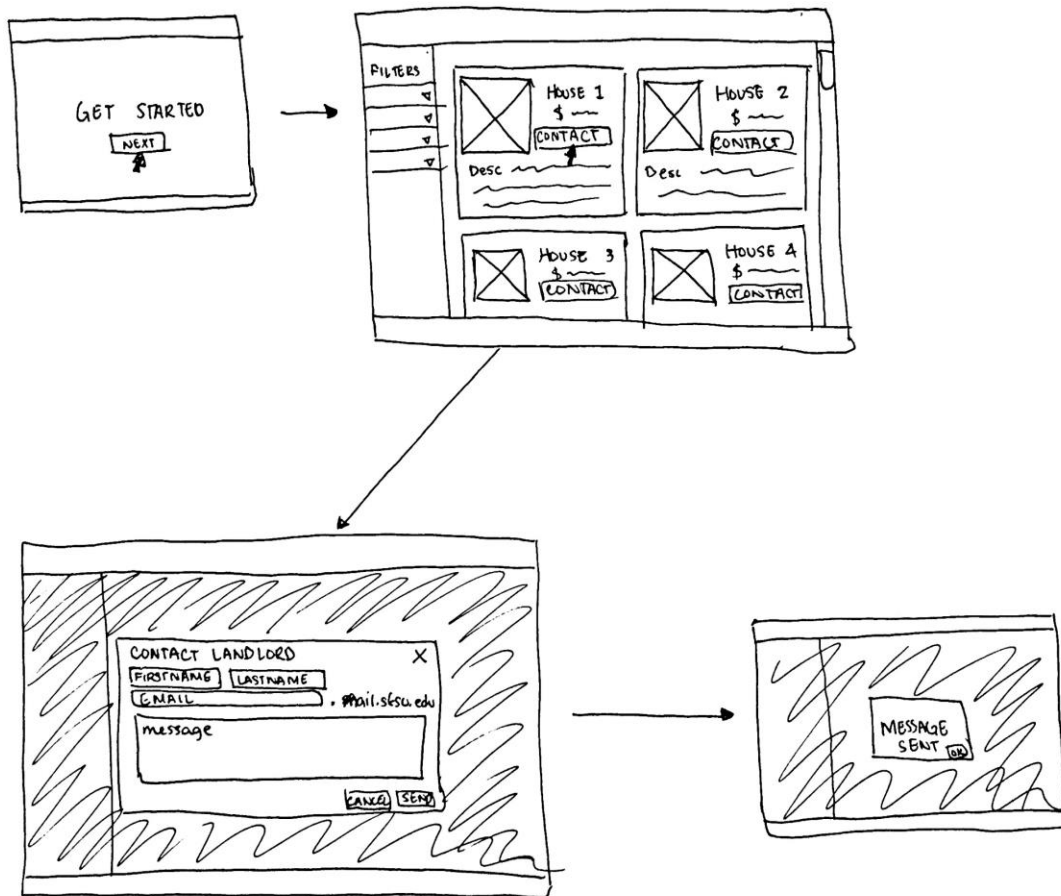 GET STARTED
NEXT
FILTERS
HOUSE 1
$
CONTACT
Desc
HOUSE 2
$
CONTACT
Desc
HOUSE 3
$
CONTACT
HOUSE 4
$
CONTACT
CONTACT LANDLORD X
FIRSTNAME LASTNAME
EMAIL .mail.sfsu.edu
message
CANCEL SEND
MESSAGE
SENT OK